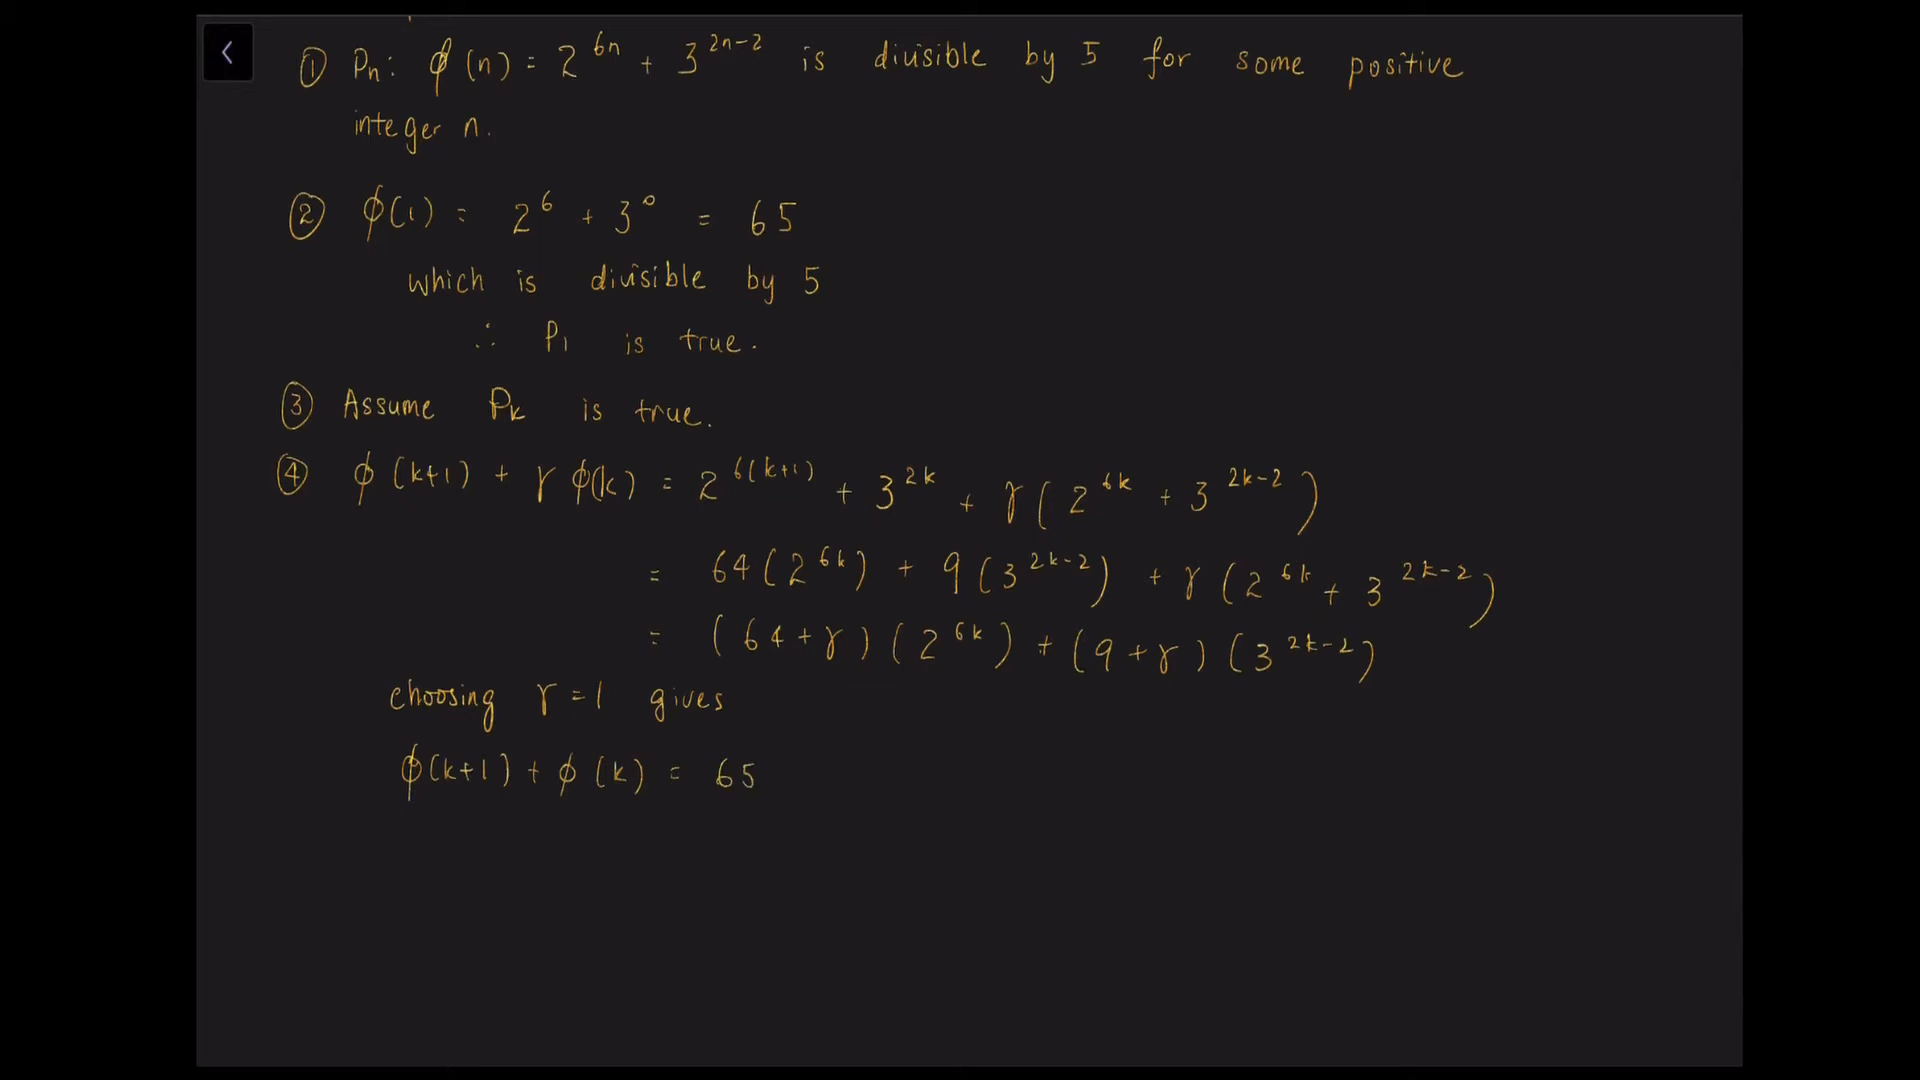 ① Pn: ϕ(n) = 2^{6n} + 3^{2n-2} is divisible by 5 for some positive
integer n.
② ϕ(1) = 2^6 + 3^0 = 65
which is divisible by 5
∴ P₁ is true.
③ Assume Pₖ is true.
④ ϕ(k+1) + γϕ(k) = 2^{6(k+1)} + 3^{2k} + γ(2^{6k} + 3^{2k-2})
= 64(2^{6k}) + 9(3^{2k-2}) + γ(2^{6k} + 3^{2k-2})
= (64+γ)(2^{6k}) + (9+γ)(3^{2k-2})
choosing γ=1 gives
ϕ(k+1) + ϕ(k) = 65